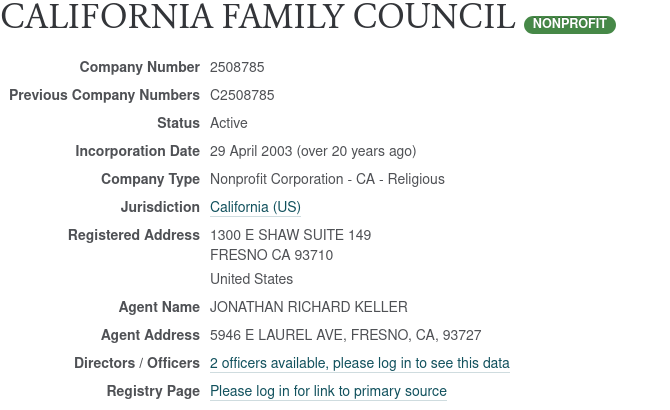 CALIFORNIA FAMILY COUNCIL NONPROFIT
Company Number 2508785
Previous Company Numbers C2508785
Status Active
Incorporation Date 29 April 2003 (over 20 years ago)
Company Type Nonprofit Corporation - CA - Religious
Jurisdiction California (US)
Registered Address 1300 E SHAW SUITE 149
FRESNO CA 93710
United States
Agent Name JONATHAN RICHARD KELLER
Agent Address 5946 E LAUREL AVE, FRESNO, CA, 93727
Directors / Officers 2 officers available, please log in to see this data
Registry Page Please log in for link to primary source